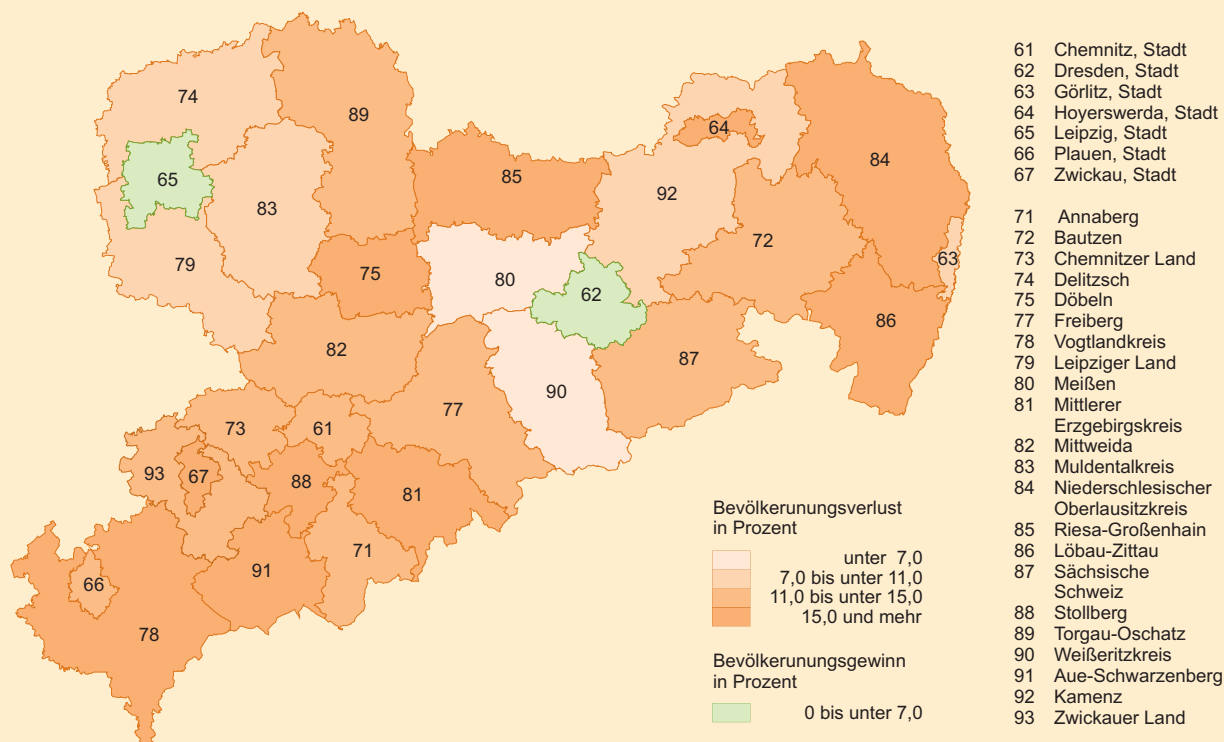 74
89
65
83
79
85
75
80
62
92
64
72
84
63
86
87
82
77
90
73
61
93
67
88
81
71
91
66
78
61 Chemnitz, Stadt
62 Dresden, Stadt
63 Görlitz, Stadt
64 Hoyerswerda, Stadt
65 Leipzig, Stadt
66 Plauen, Stadt
67 Zwickau, Stadt
71 Annaberg
72 Bautzen
73 Chemnitzer Land
74 Delitzsch
75 Döbeln
77 Freiberg
78 Vogtlandkreis
79 Leipziger Land
80 Meißen
81 Mittlerer
Erzgebirgskreis
82 Mittweida
83 Muldentalkreis
84 Niederschlesischer
Oberlausitzkreis
85 Riesa-Großenhain
86 Löbau-Zittau
87 Sächsische
Schweiz
88 Stollberg
89 Torgau-Oschatz
90 Weißeritzkreis
91 Aue-Schwarzenberg
92 Kamenz
93 Zwickauer Land
Bevölkerunungsverlust
in Prozent
unter 7,0
7,0 bis unter 11,0
11,0 bis unter 15,0
15,0 und mehr
Bevölkerunungsgewinn
in Prozent
0 bis unter 7,0